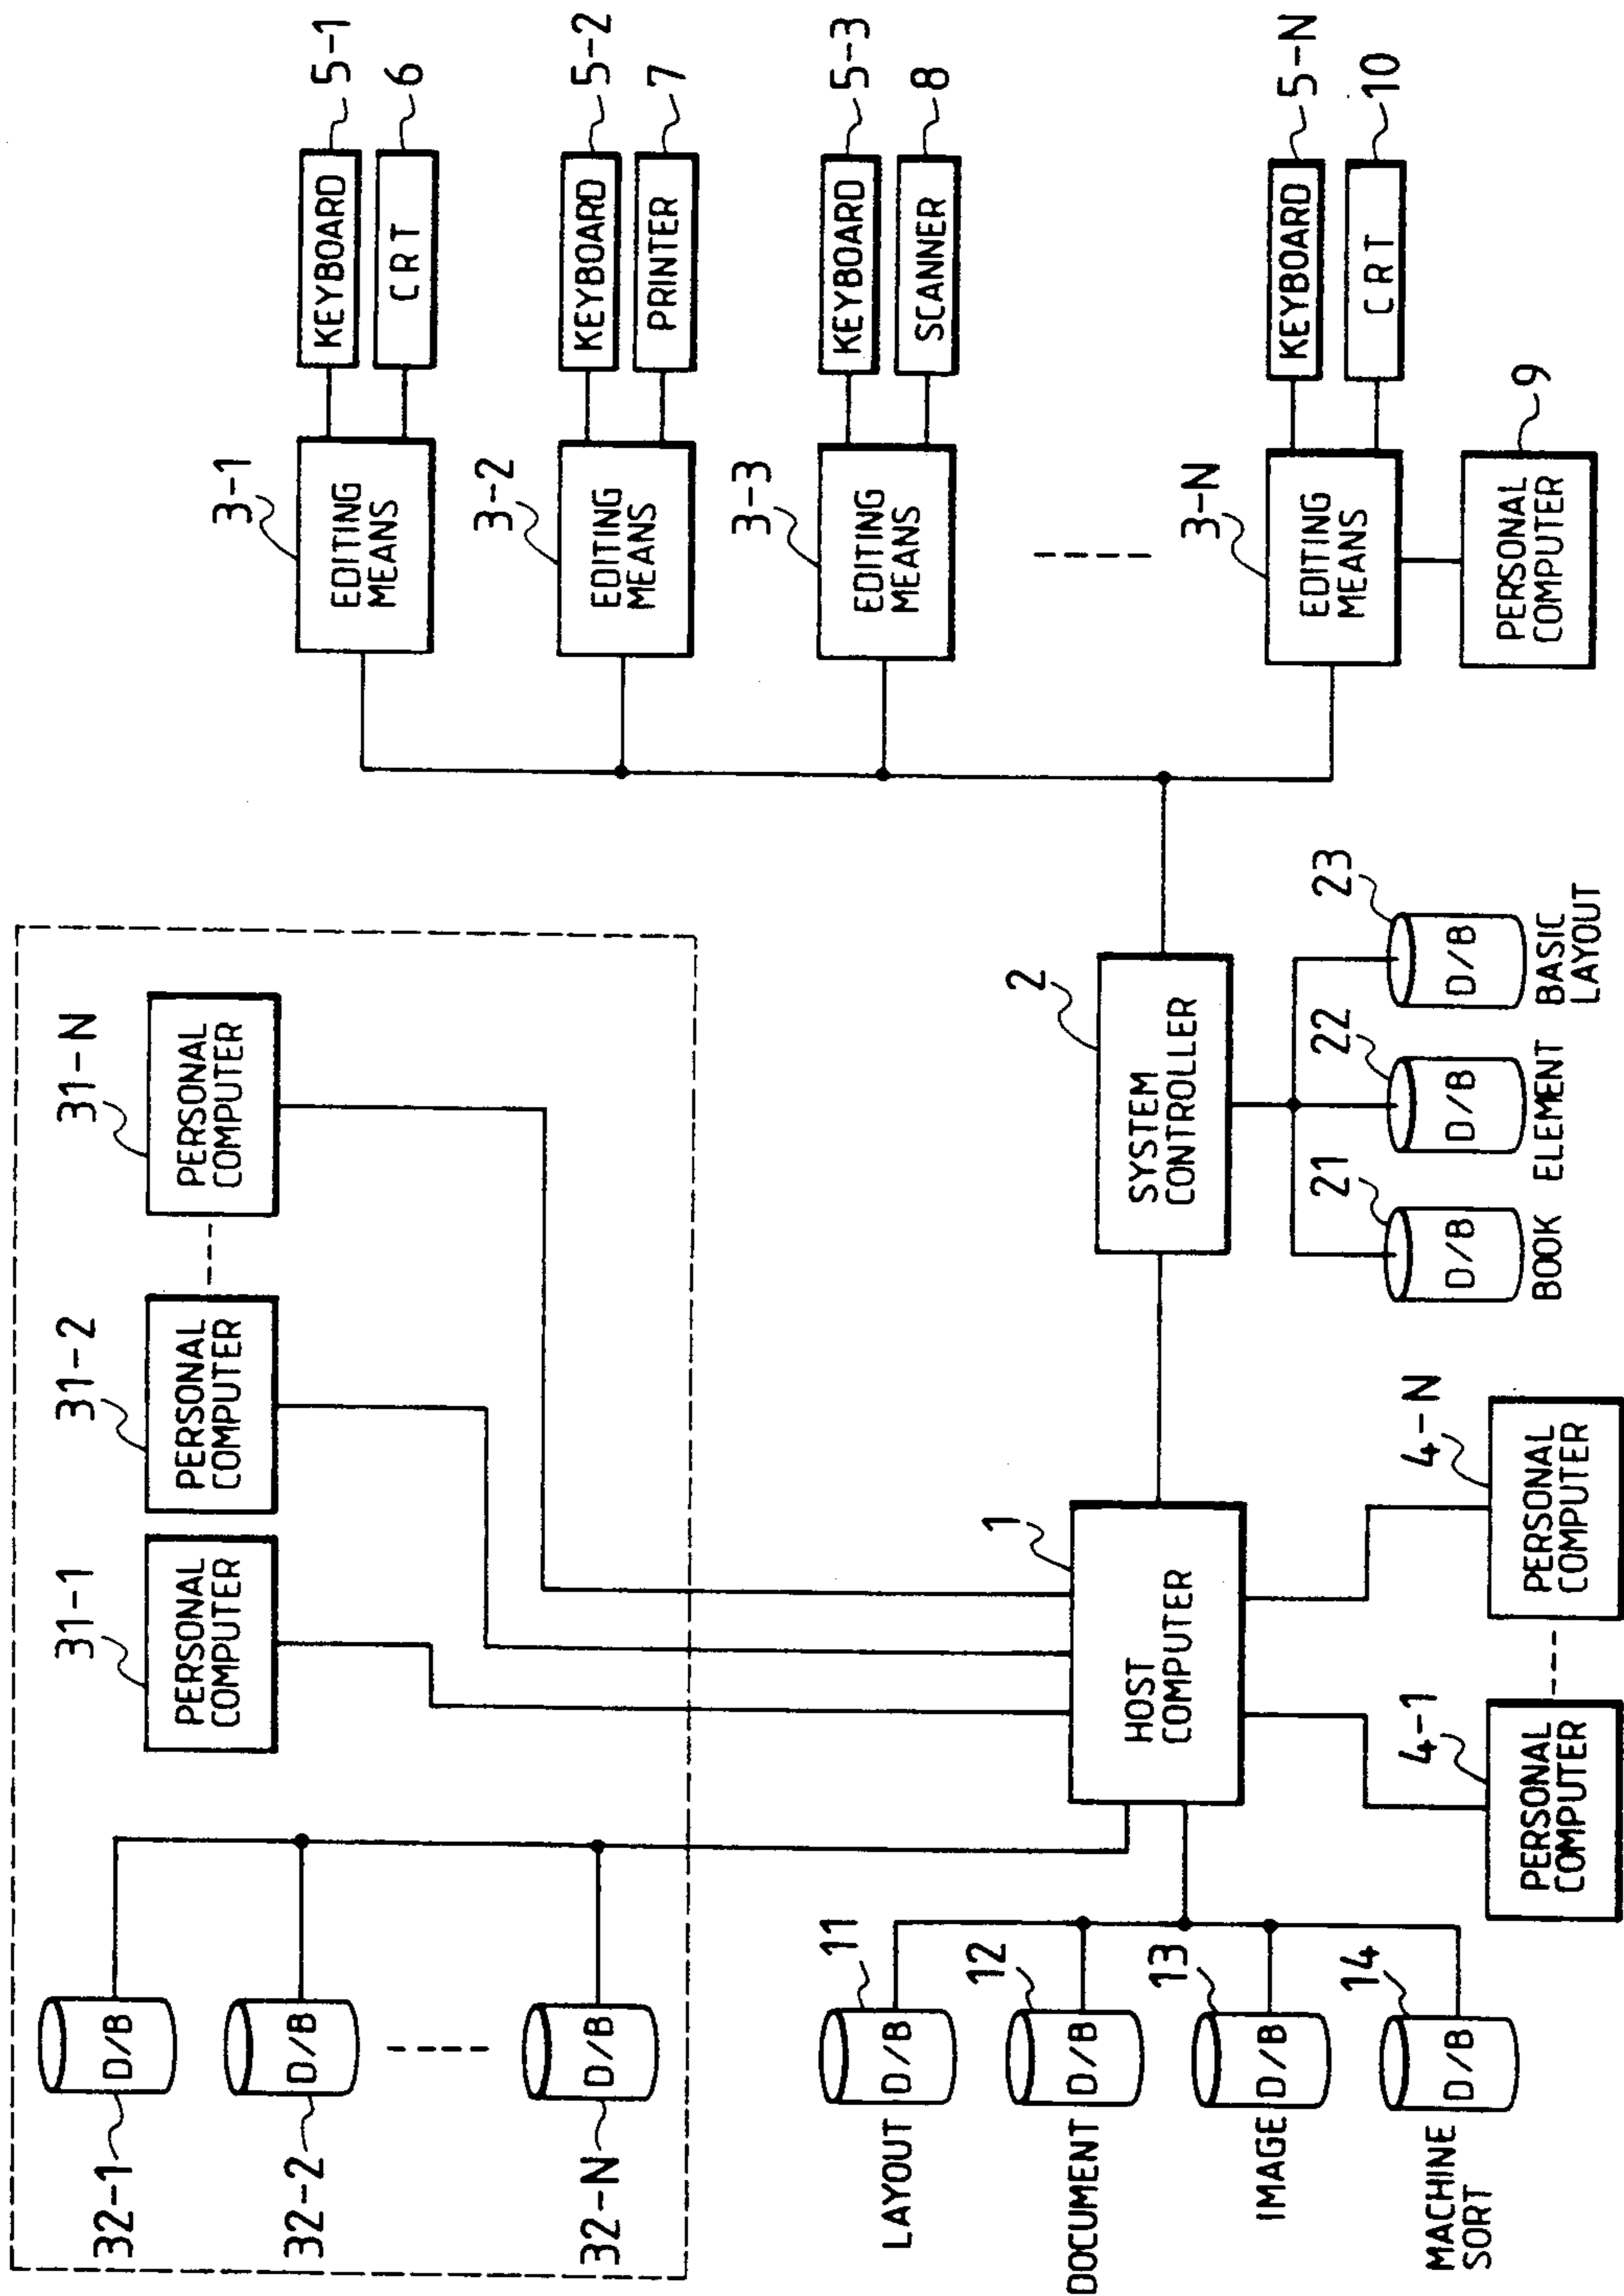 32-1
D/B
32-2
D/B
32-N
D/B
31-1
PERSONAL
COMPUTER
31-2
PERSONAL
COMPUTER
31-N
PERSONAL
COMPUTER
LAYOUT
11
D/B
DOCUMENT
12
D/B
IMAGE
13
D/B
MACHINE
SORT
14
D/B
1
HOST
COMPUTER
4-1
PERSONAL
COMPUTER
4-N
PERSONAL
COMPUTER
2
SYSTEM
CONTROLLER
21
D/B
BOOK
22
D/B
ELEMENT
23
D/B
BASIC
LAYOUT
3-1
EDITING
MEANS
KEYBOARD
5-1
CRT
6
3-2
EDITING
MEANS
KEYBOARD
5-2
PRINTER
7
3-3
EDITING
MEANS
KEYBOARD
5-3
SCANNER
8
3-N
EDITING
MEANS
KEYBOARD
5-N
CRT
10
PERSONAL
COMPUTER
9